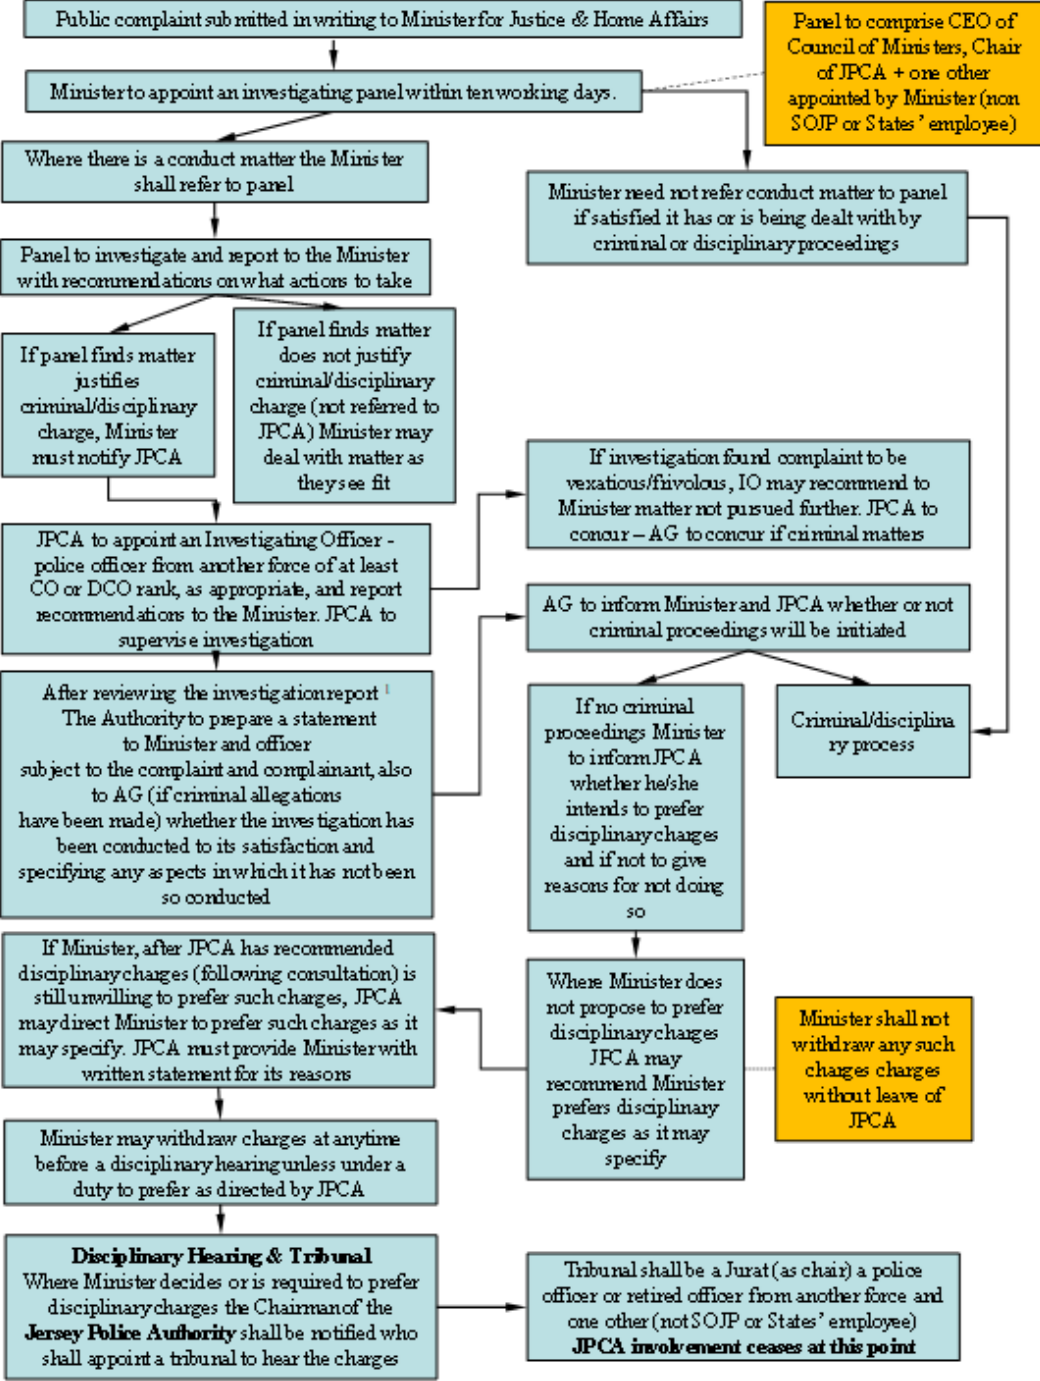 Public complaint submitted in writing to Minister for Justice & Home Affairs
Panel to comprise CEO of
Council of Ministers, Chair
of JPCA + one other
appointed by Minister (non
SOJP or States' employee)
Minister to appoint an investigating panel within ten working days.
Where there is a conduct matter the Minister
shall refer to panel
Minister need not refer conduct matter to panel
if satisfied it has or is being dealt with by
criminal or disciplinary proceedings
Panel to investigate and report to the Minister
with recommendations on what actions to take
If panel finds matter
justifies
criminal/disciplinary
charge, Minister
must notify JPCA
If panel finds matter
does not justify
criminal/disciplinary
charge (not referred to
JPCA) Minister may
deal with matter as
they see fit
If investigation found complaint to be
vexatious/frivolous, IO may recommend to
Minister matter not pursued further. JPCA to
concur – AG to concur if criminal matters
JPCA to appoint an Investigating Officer -
police officer from another force of at least
CO or DCO rank, as appropriate, and report
recommendations to the Minister. JPCA to
supervise investigation
AG to inform Minister and JPCA whether or not
criminal proceedings will be initiated
After reviewing the investigation report 1
The Authority to prepare a statement
to Minister and officer
subject to the complaint and complainant, also
to AG (if criminal allegations
have been made) whether the investigation has
been conducted to its satisfaction and
specifying any aspects in which it has not been
so conducted
If no criminal
proceedings Minister
to inform JPCA
whether he/she
intends to prefer
disciplinary charges
and if not to give
reasons for not doing
so
Criminal/disciplina
ry process
If Minister, after JPCA has recommended
disciplinary charges (following consultation) is
still unwilling to prefer such charges, JPCA
may direct Minister to prefer such charges as it
may specify. JPCA must provide Minister with
written statement for its reasons
Where Minister does
not propose to prefer
disciplinary charges
JPCA may
recommend Minister
prefers disciplinary
charges as it may
specify
Minister shall not
withdraw any such
charges charges
without leave of
JPCA
Minister may withdraw charges at anytime
before a disciplinary hearing unless under a
duty to prefer as directed by JPCA
Disciplinary Hearing & Tribunal
Where Minister decides or is required to prefer
disciplinary charges the Chairman of the
Jersey Police Authority shall be notified who
shall appoint a tribunal to hear the charges
Tribunal shall be a Jurat (as chair) a police
officer or retired officer from another force and
one other (not SOJP or States' employee)
JPCA involvement ceases at this point